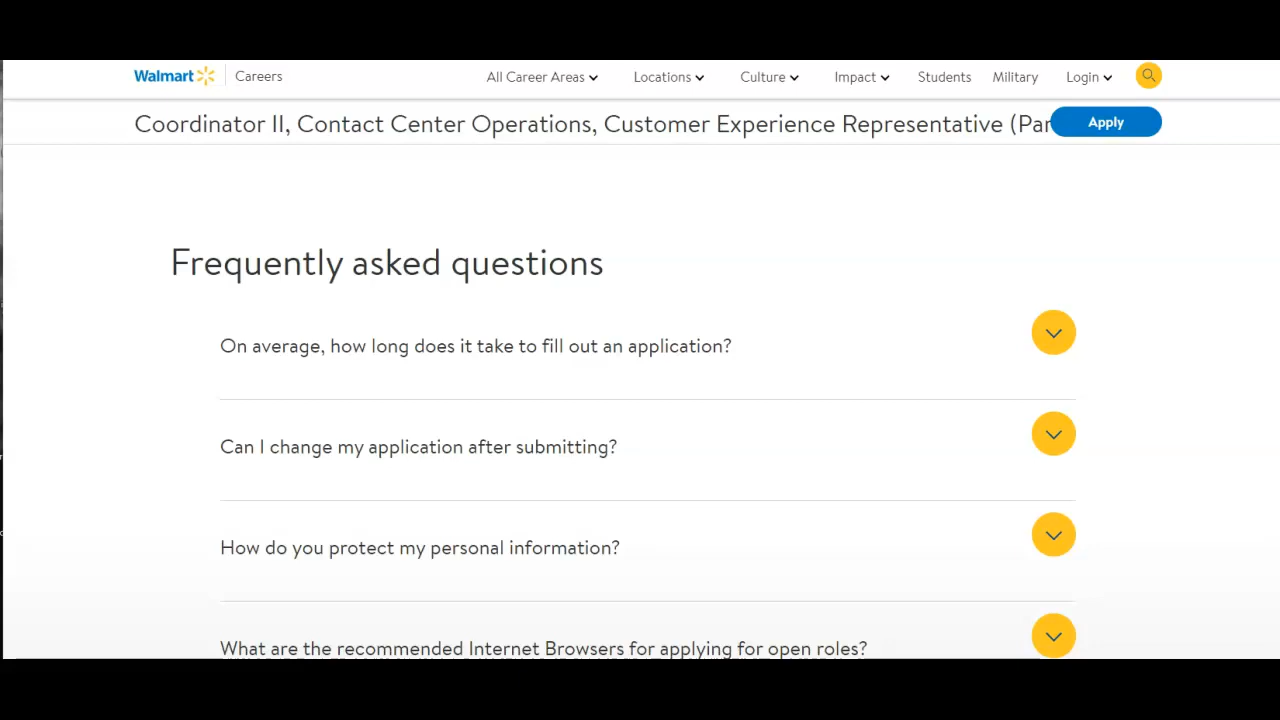 Walmart Careers All Career Areas Locations Culture Impact Students Military Login
Coordinator II, Contact Center Operations, Customer Experience Representative (Par Apply
Frequently asked questions
On average, how long does it take to fill out an application?
Can I change my application after submitting?
How do you protect my personal information?
What are the recommended Internet Browsers for applying for open roles?